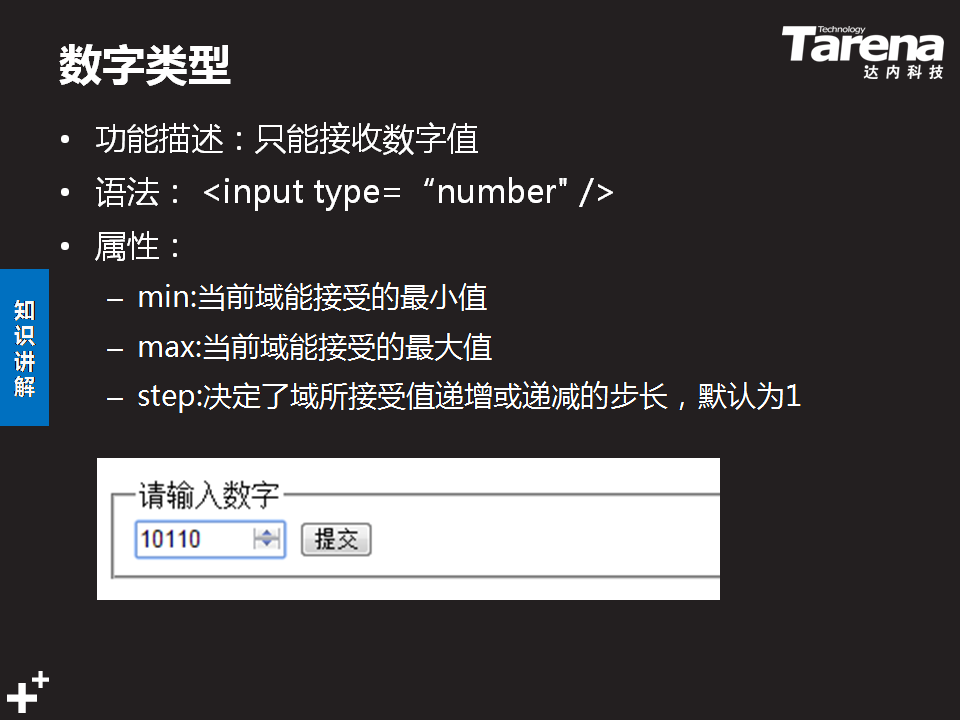 数字类型
Technology
Tarena
达内科技
• 功能描述：只能接收数字值
• 语法： <input type= “number" />
• 属性：
– min:当前域能接受的最小值
– max:当前域能接受的最大值
– step:决定了域所接受值递增或递减的步长，默认为1
知识讲解
请输入数字
10110
提交